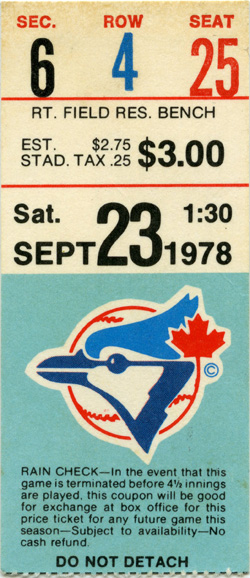 SEC. ROW SEAT
6 4 25
RT. FIELD RES. BENCH
EST. $2.75
STAD. TAX .25 $3.00
Sat. 23 1:30
SEPT 1978
©
RAIN CHECK—In the event that this
game is terminated before 4½ innings
are played, this coupon will be good
for exchange at box office for this
price ticket for any future game this
season—Subject to availability—No
cash refund.
DO NOT DETACH